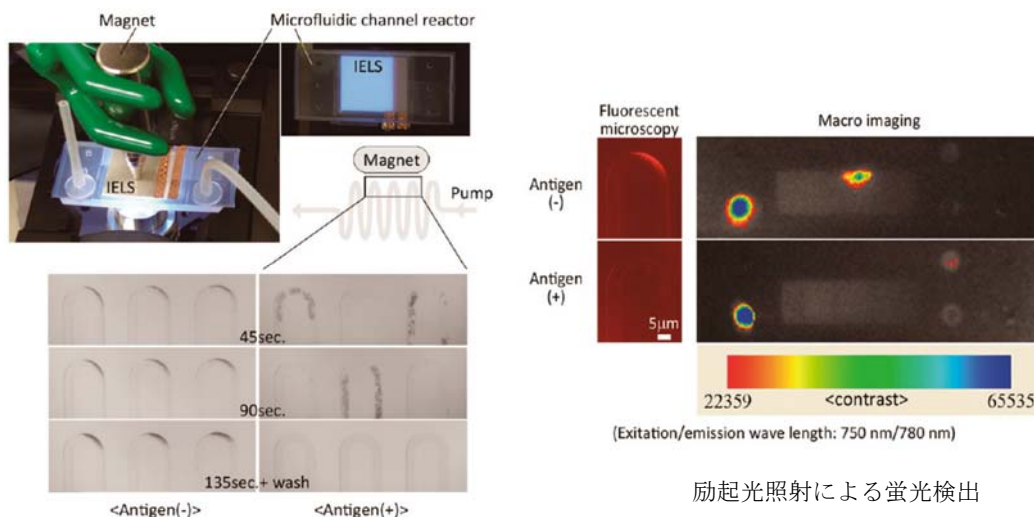 Magnet
Microfluidic channel reactor
IELS
IELS
Magnet
Pump
45sec.
90sec.
135sec.+ wash
<Antigen(-)>
<Antigen(+)>
Fluorescent
microscopy
Macro imaging
Antigen
(-)
Antigen
(+)
5μm
22359
<contrast>
65535
(Exitation/emission wave length: 750 nm/780 nm)
励起光照射による蛍光検出